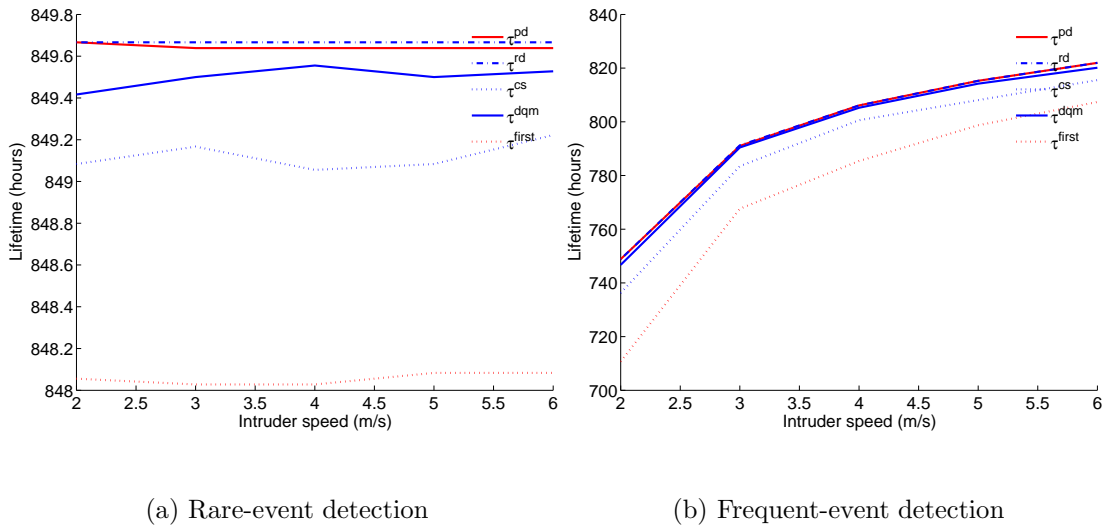 849.8
849.6
849.4
849.2
849
848.8
848.6
848.4
848.2
848
2 2.5 3 3.5 4 4.5 5 5.5 6
Intruder speed (m/s)
Lifetime (hours)
τ^pd
τ^rd
τ^cs
τ^dqm
τ^first
(a) Rare-event detection
840
820
800
780
760
740
720
700
2 2.5 3 3.5 4 4.5 5 5.5 6
Intruder speed (m/s)
Lifetime (hours)
τ^pd
τ^rd
τ^cs
τ^dqm
τ^first
(b) Frequent-event detection